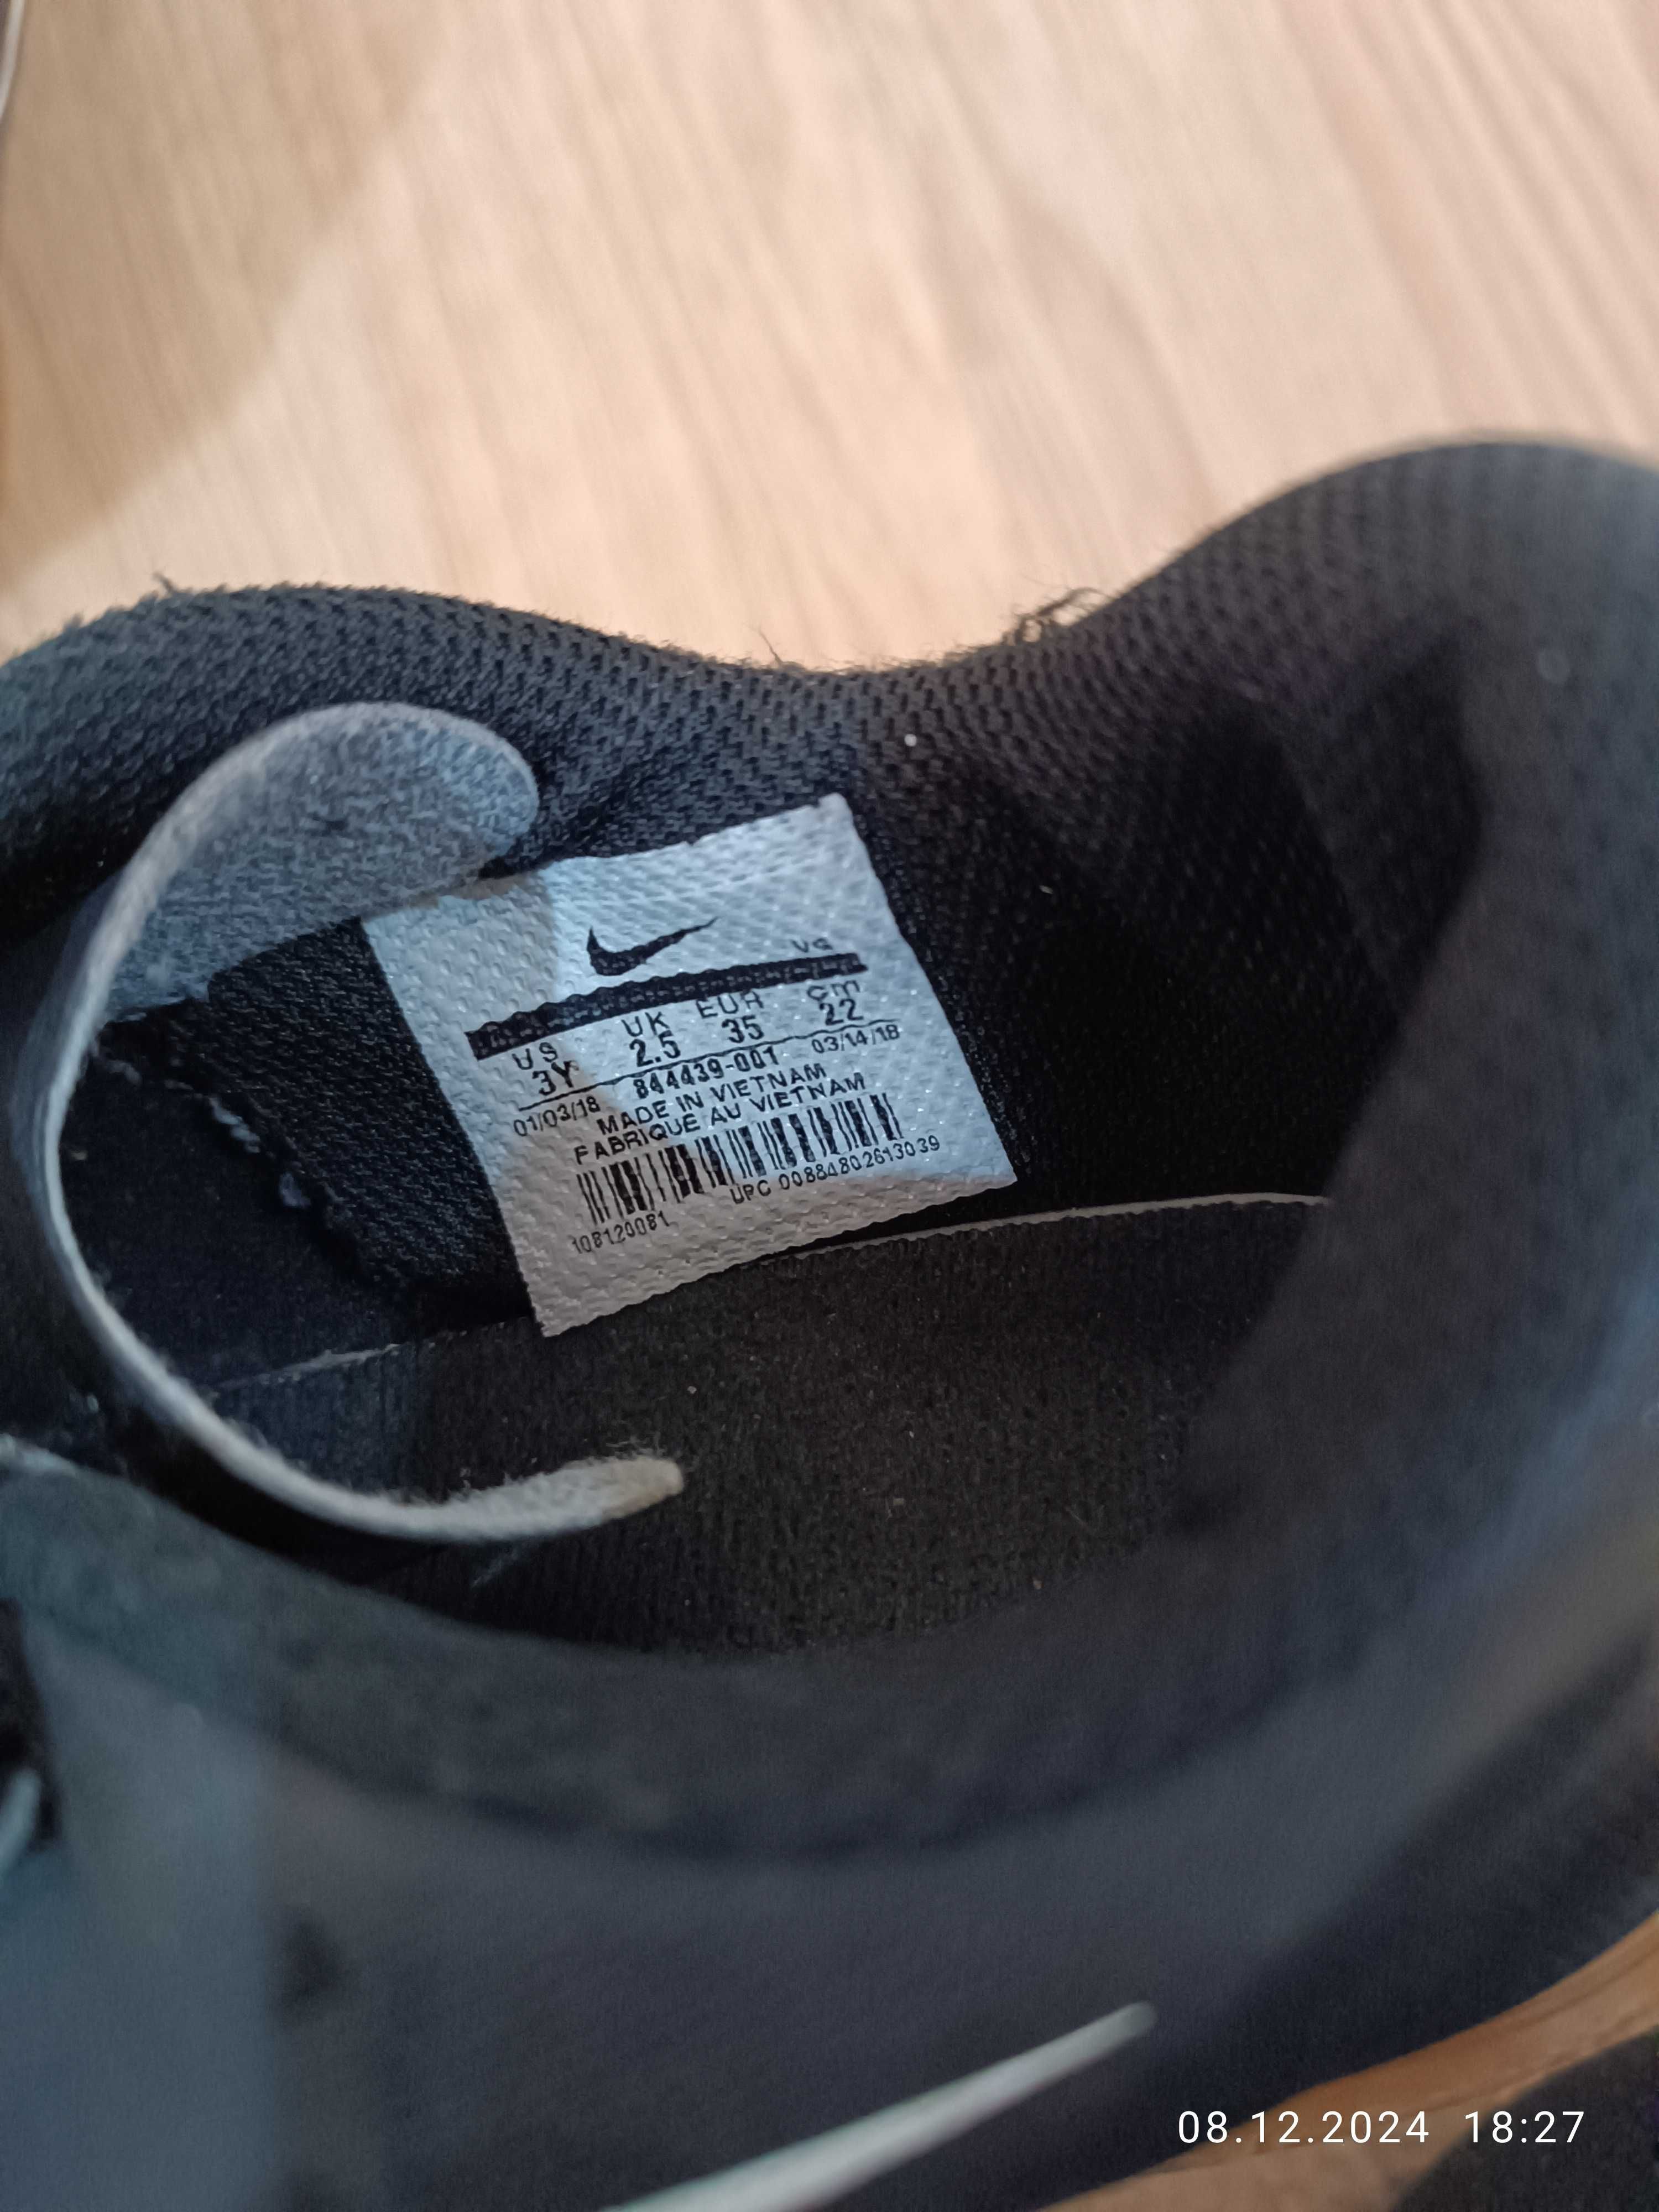 VG
US UK EUR cm
3Y 2.5 35 22
01/03/18 844439-001 03/14/18
MADE IN VIETNAM
FABRIQUE AU VIETNAM
108120081 UPC 00884802613039
08.12.2024 18:27